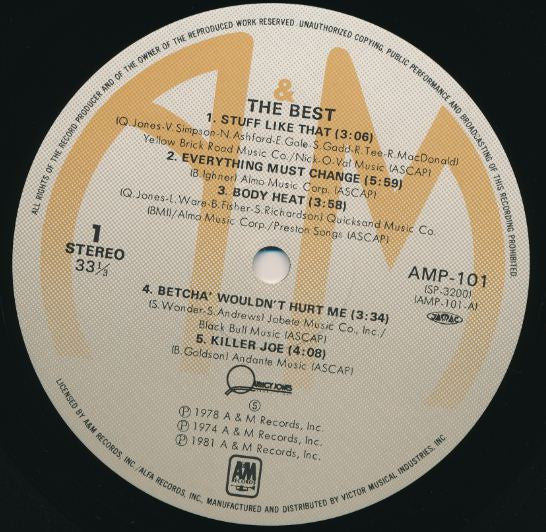 ALL RIGHTS OF THE RECORD PRODUCER AND OF THE OWNER OF THE REPRODUCED WORK RESERVED. UNAUTHORIZED COPYING, PUBLIC PERFORMANCE AND BROADCASTING OF THIS RECORDING PROHIBITED.
&
THE BEST
1. STUFF LIKE THAT (3:06)
(Q. Jones-V. Simpson-N. Ashford-E. Gale-S. Gadd-R. Tee-R. MacDonald)
Yellow Brick Road Music Co./Nick-O-Val Music (ASCAP)
2. EVERYTHING MUST CHANGE (5:59)
(B. Ighner) Almo Music Corp. (ASCAP)
3. BODY HEAT (3:58)
(Q. Jones-L. Ware-B. Fisher-S. Richardson) Quicksand Music Co.
(BMI)/Almo Music Corp./Preston Songs (ASCAP)
1
STEREO
33 1/3
AMP-101
(SP-3200)
(AMP-101-A)
JASRAC
4. BETCHA' WOULDN'T HURT ME (3:34)
(S. Wonder-S. Andrews) Jobete Music Co., Inc./
Black Bull Music (ASCAP)
5. KILLER JOE (4:08)
(B. Goldson) Andante Music (ASCAP)
QUINCY JONES
Ⓢ
Ⓟ 1978 A & M Records, Inc.
Ⓟ 1974 A & M Records, Inc.
Ⓟ 1981 A & M Records, Inc.
A&M
RECORDS
LICENSED BY A&M RECORDS, INC./ALFA RECORDS, INC. MANUFACTURED AND DISTRIBUTED BY VICTOR MUSICAL INDUSTRIES, INC.